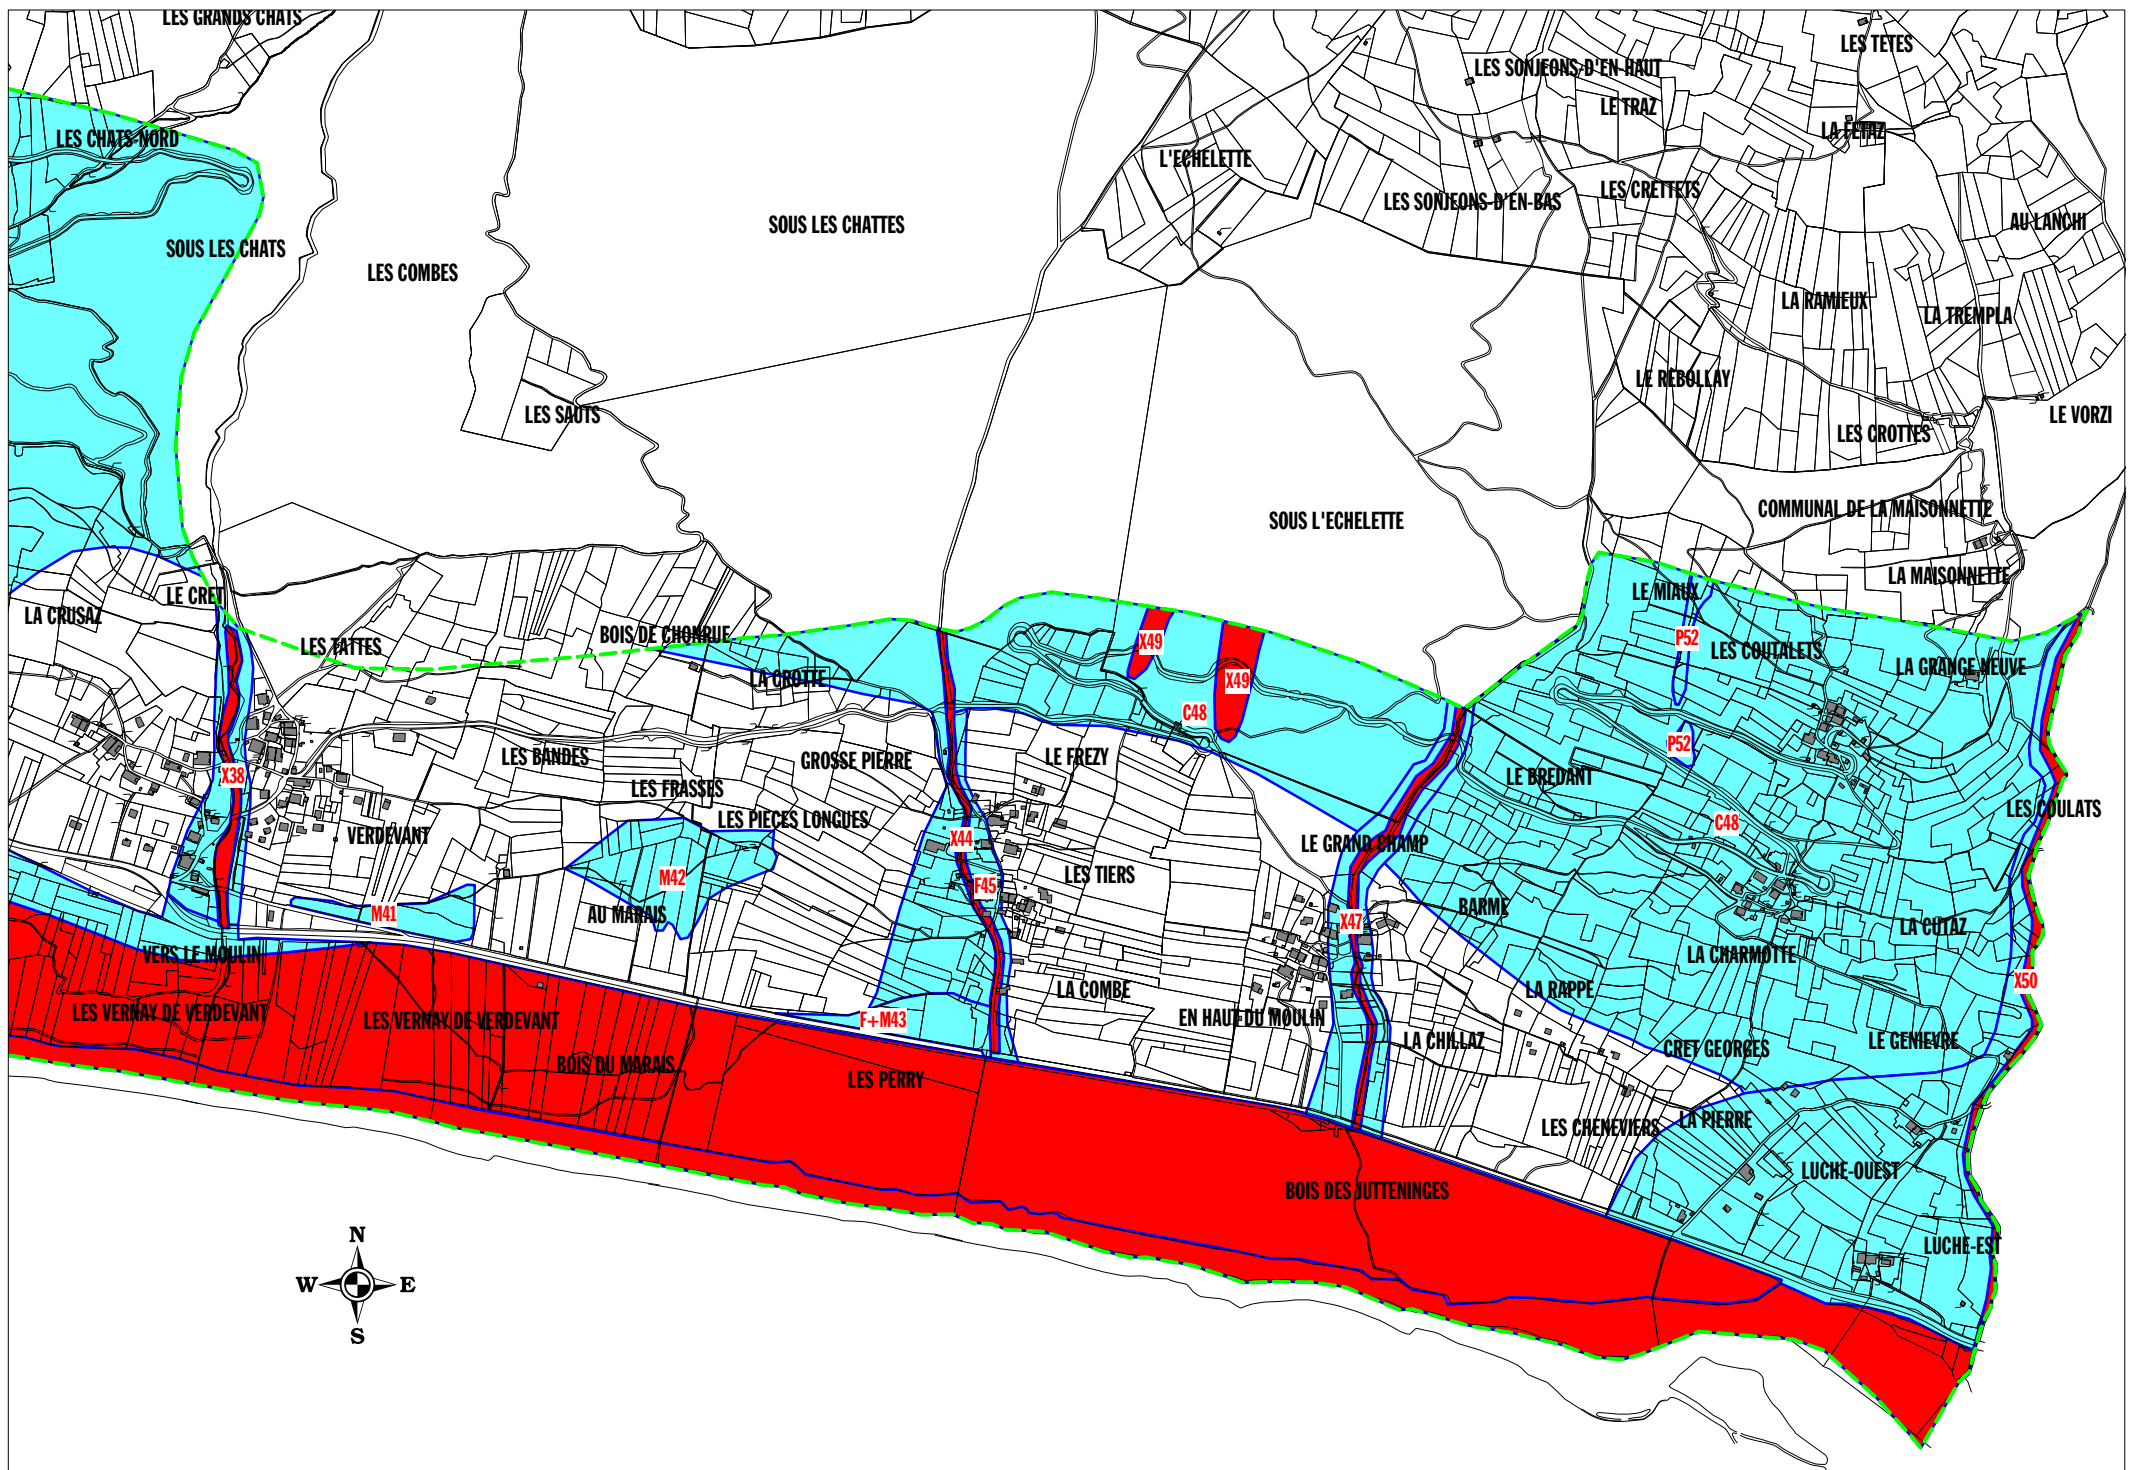 LES GRANDS CHATS
LES TETES
LES SONJEONS-D'EN-HAUT
LE TRAZ
LES CHATS-NORD
LA FETAZ
L'ECHELETTE
LES CRETTETS
LES SONJEONS-D'EN-BAS
AU LANCHI
SOUS LES CHATTES
SOUS LES CHATS
LES COMBES
LA RAMIEUX
LA TREMPLA
LE REBOLLAY
LES SAUTS
LE VORZI
LES CROTTES
COMMUNAL DE LA MAISONNETTE
SOUS L'ECHELETTE
LA MAISONNETTE
LE MIAUX
LE CRET
LA CRUSAZ
BOIS DE CHONRUE
P52
X49
LES TATTES
LES COUTALETS
LA GRANGE NEUVE
LA CROTTE
X49
C48
P52
LES BANDES
LE FREZY
GROSSE PIERRE
X38
LE BREDANT
LES FRASSES
LES COULATS
LES PIECES LONGUES
C48
VERDEVANT
X44
LE GRAND CHAMP
LES TIERS
M42
F45
BARME
M41
AU MARAIS
X47
LA CUTAZ
VERS LE MOULIN
LA CHARMOTTE
X50
LA COMBE
LA RAPPE
LES VERNAY DE VERDEVANT
LES VERNAY DE VERDEVANT
F+M43
EN HAUT DU MOULIN
LA CHILLAZ
LE GENIEVRE
CRET GEORGES
BOIS DU MARAIS
LES PERRY
LA PIERRE
LES CHENEVIERS
LUCHE-OUEST
BOIS DES JUTTENINGES
LUCHE-EST
N
W E
S